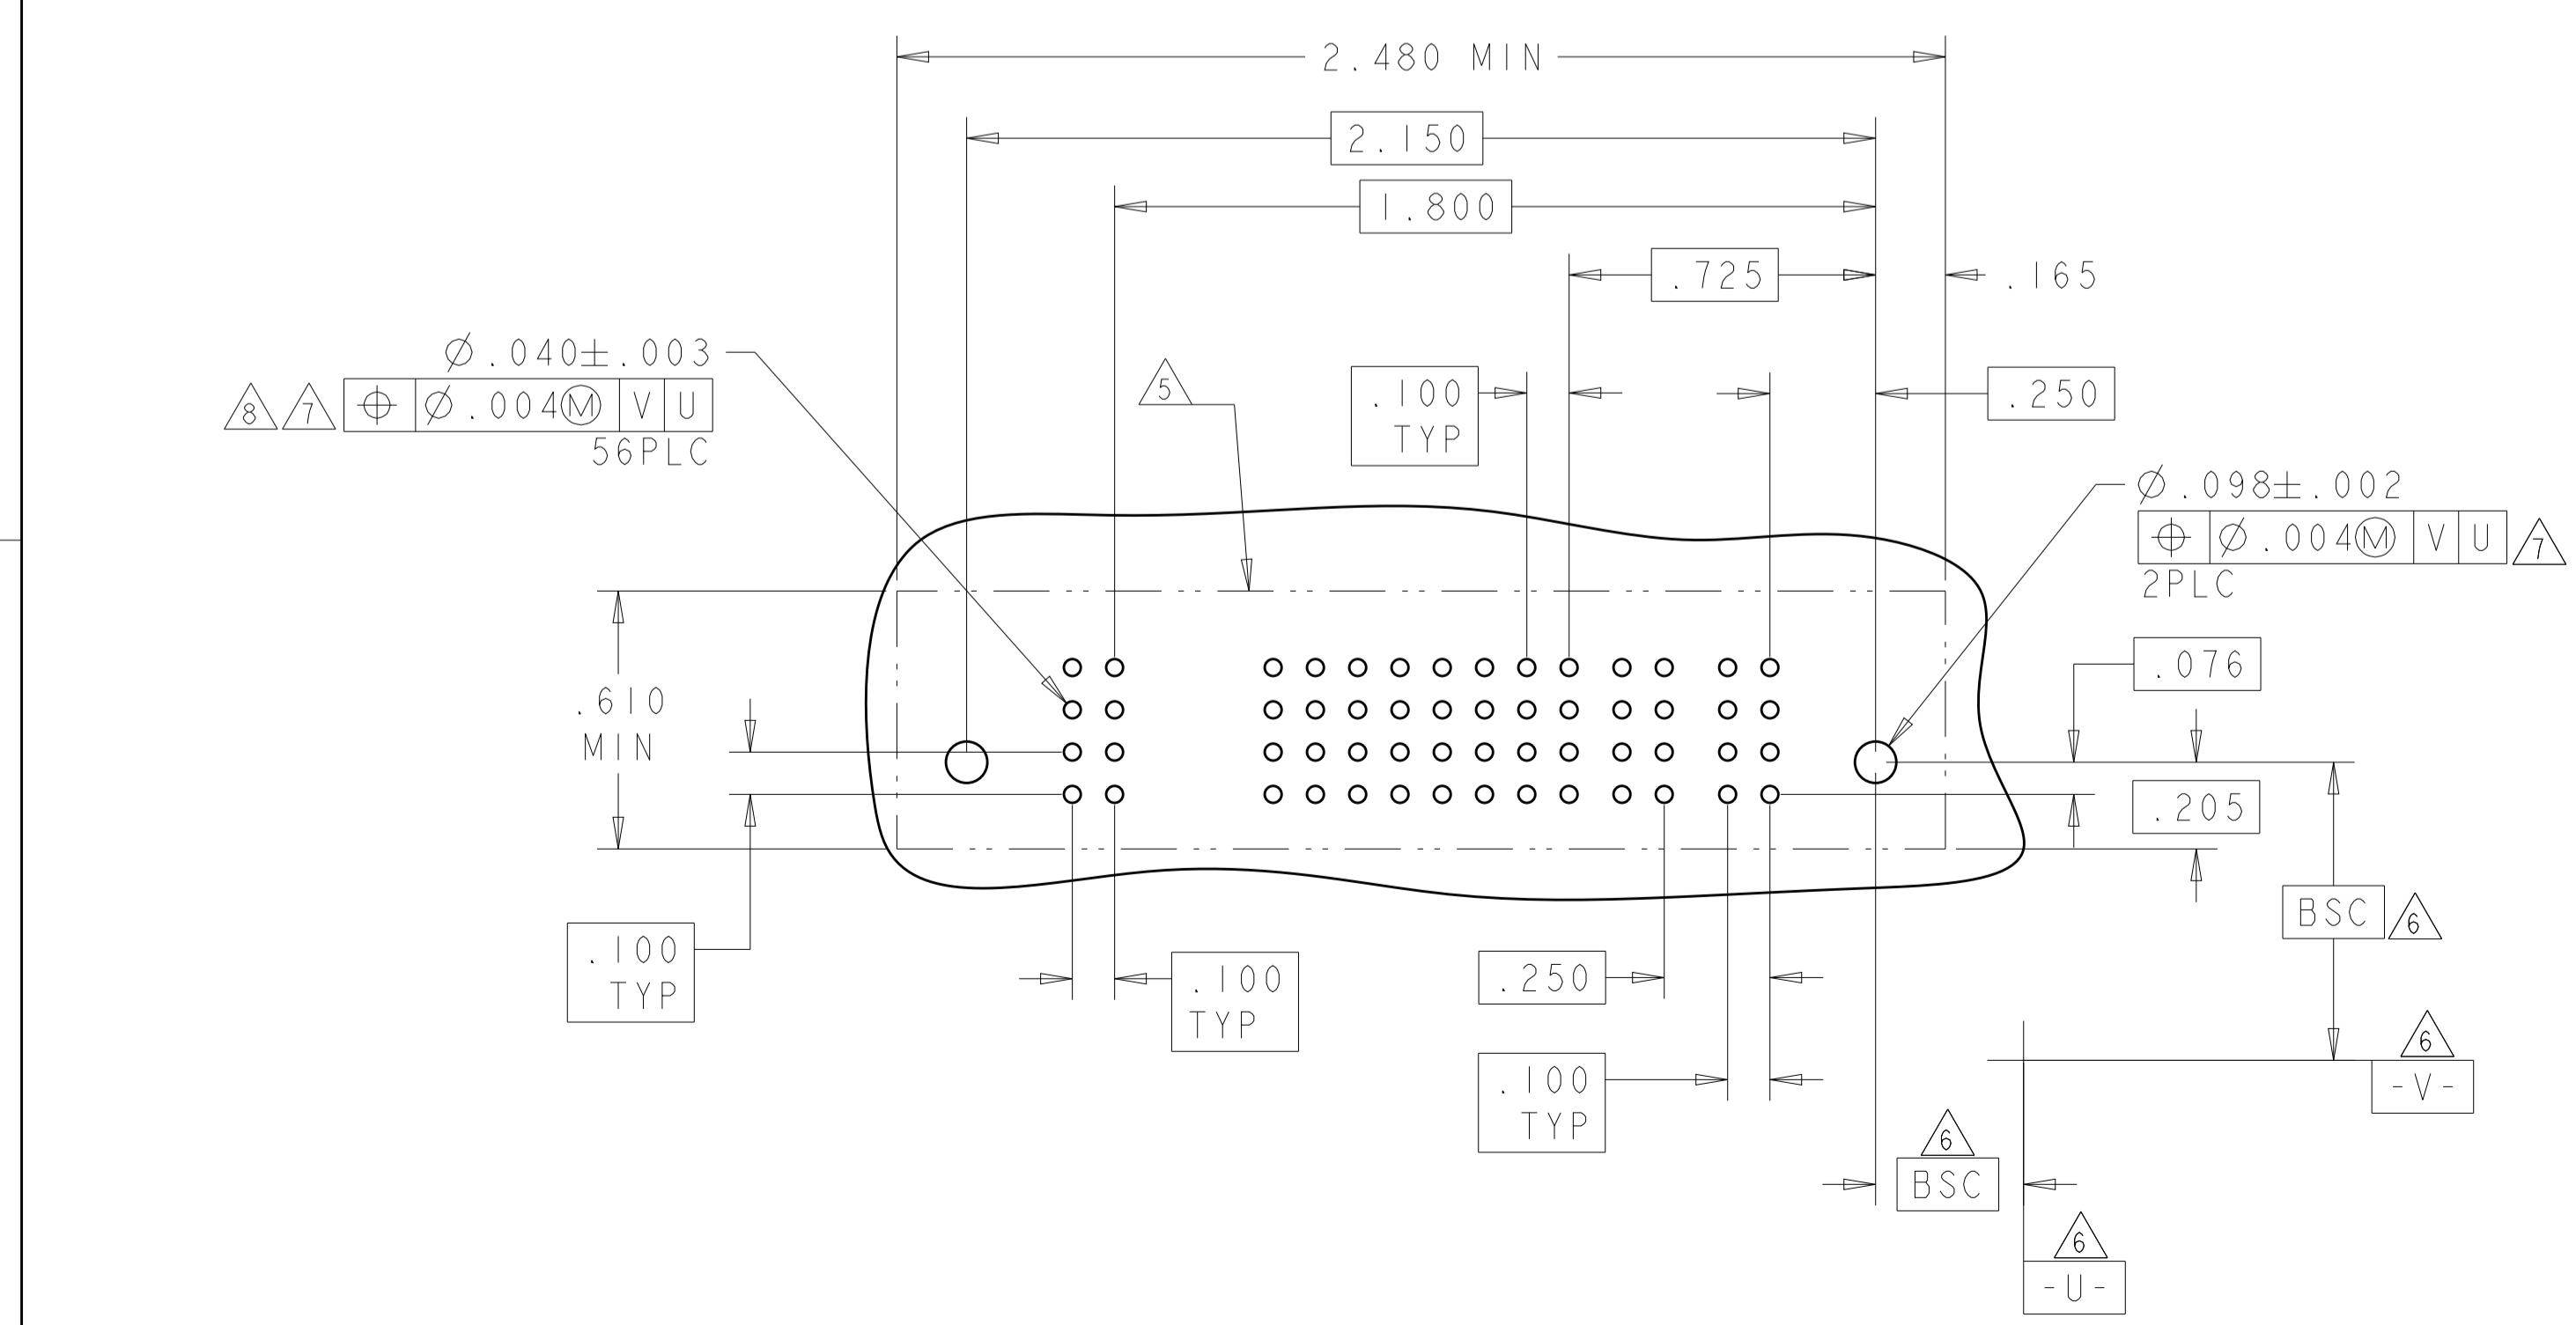 2.480 MIN
2.150
1.800
.725
.165
Ø.040±.003
8 7 ⌖ Ø.004Ⓜ V U
56PLC
5
.100
TYP
.250
Ø.098±.002
⌖ Ø.004Ⓜ V U 7
2PLC
.076
.610
MIN
.205
BSC 6
.100
TYP
.100
TYP
.250
.100
TYP
6
-V-
6
BSC
6
-U-